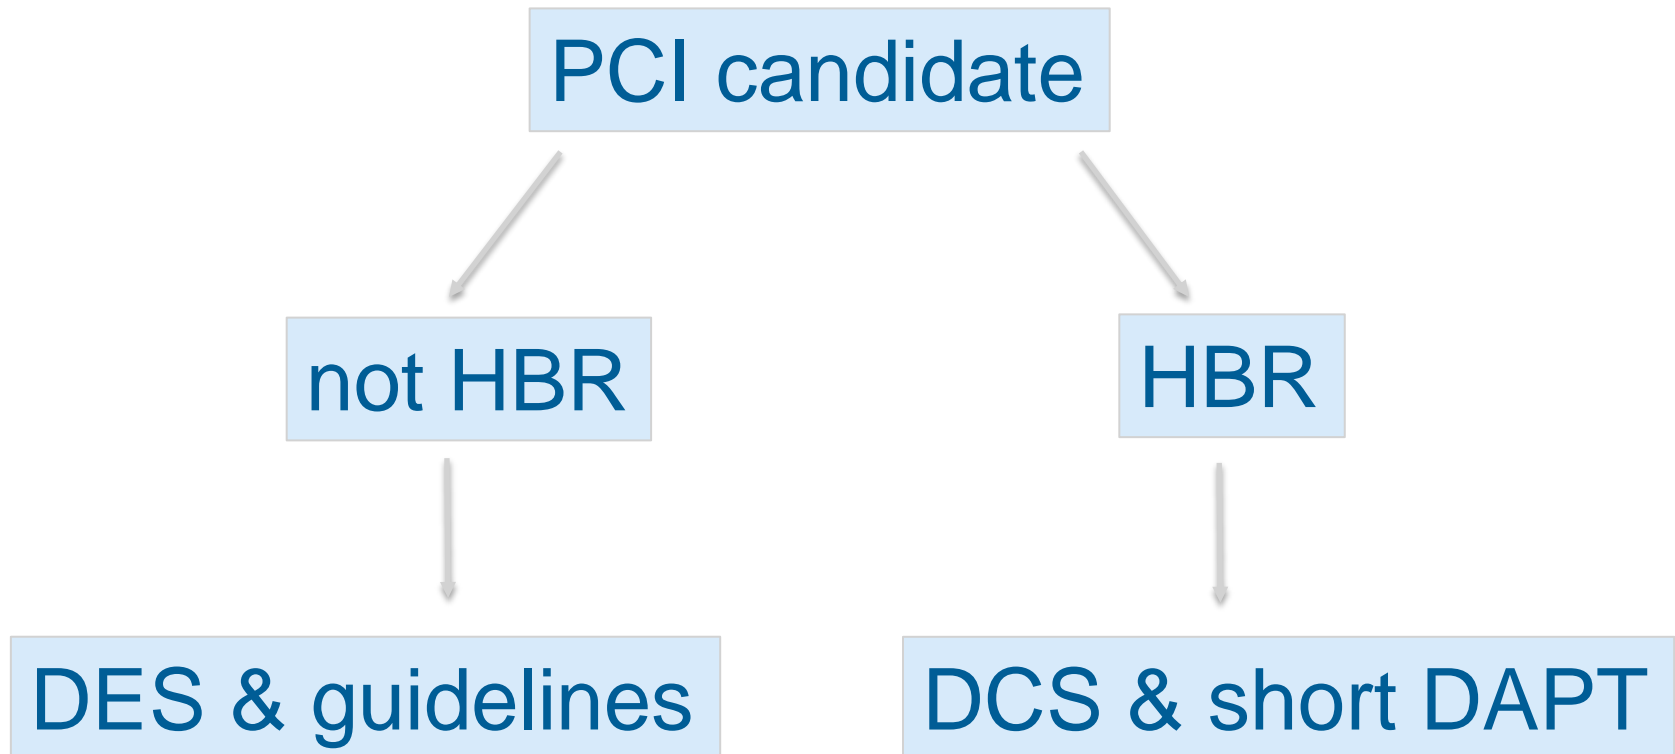 PCI candidate
not HBR
HBR
DES & guidelines
DCS & short DAPT